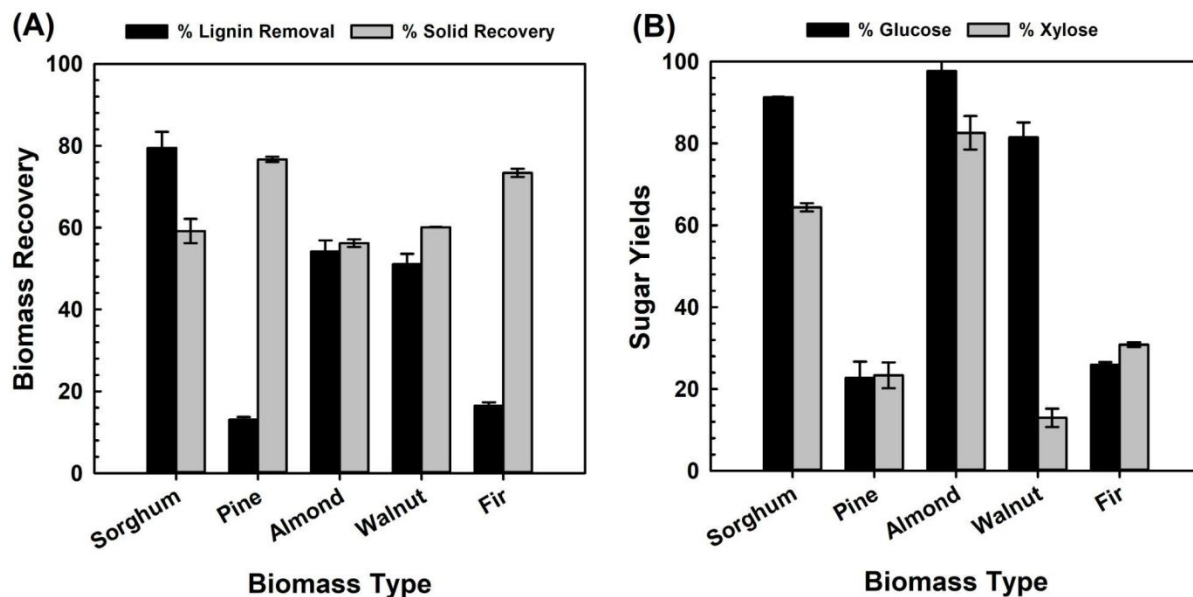 (A)
% Lignin Removal % Solid Recovery
Biomass Recovery
100
80
60
40
20
0
Sorghum
Pine
Almond
Walnut
Fir
Biomass Type
(B)
% Glucose % Xylose
Sugar Yields
100
80
60
40
20
0
Sorghum
Pine
Almond
Walnut
Fir
Biomass Type